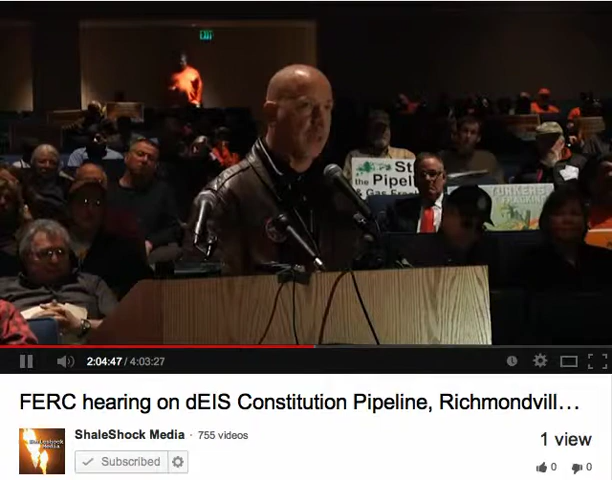 EXIT
St
the Pipel
& Gas
2:04:47 / 4:03:27
FERC hearing on dEIS Constitution Pipeline, Richmondvill...
ShaleShock Media · 755 videos
Subscribed
1 view
0 0